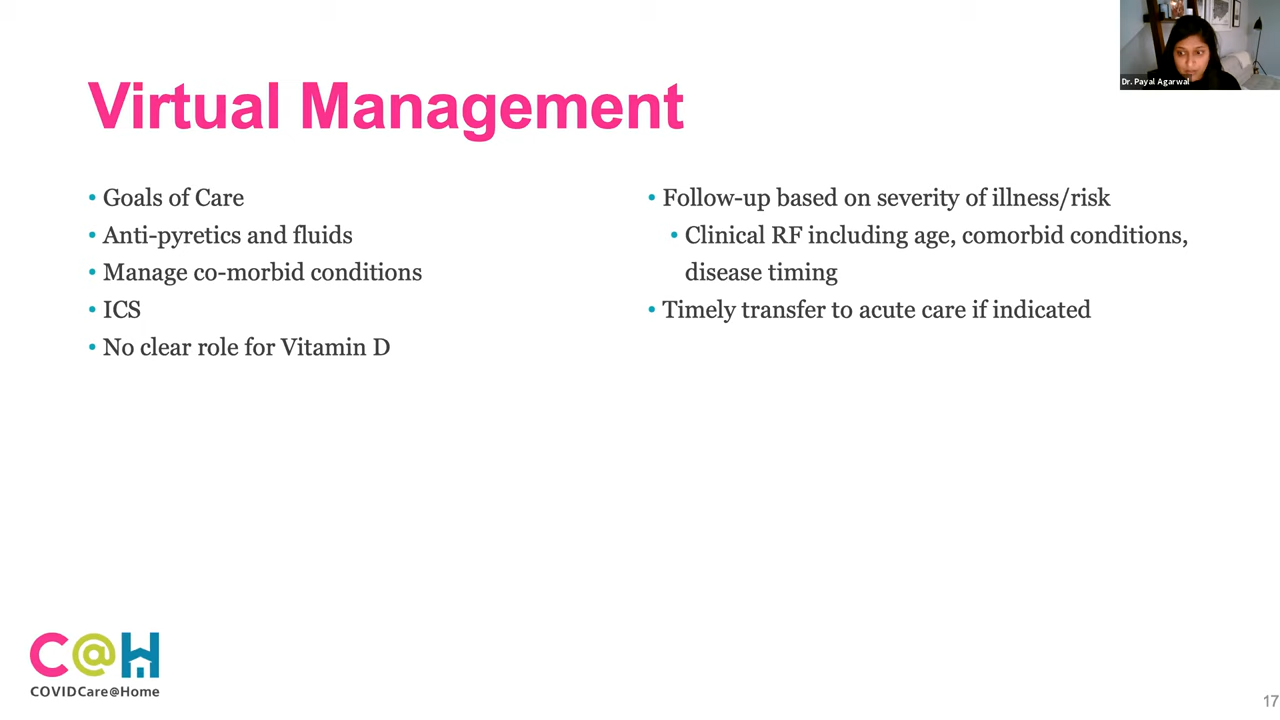 Dr. Payal Agarwal
Virtual Management
• Goals of Care
• Anti-pyretics and fluids
• Manage co-morbid conditions
• ICS
• No clear role for Vitamin D
• Follow-up based on severity of illness/risk
• Clinical RF including age, comorbid conditions,
disease timing
• Timely transfer to acute care if indicated
C@H
COVIDCare@Home
17